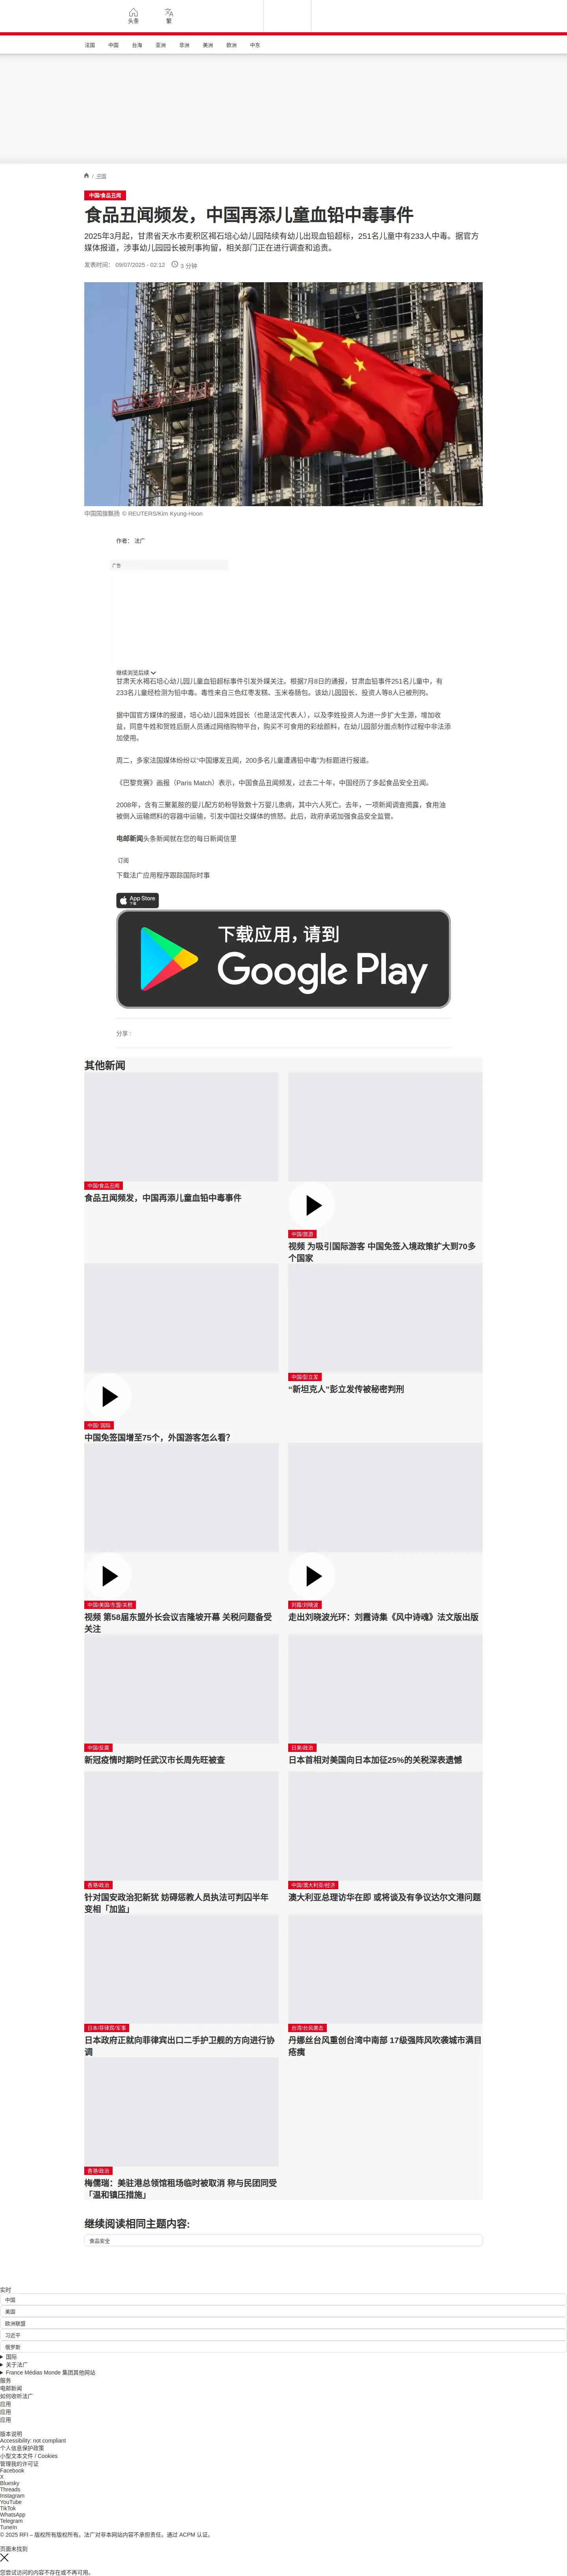 头条
繁
法国
中国
台海
亚洲
非洲
美洲
欧洲
中东
/ 中国
中国/食品丑闻
食品丑闻频发，中国再添儿童血铅中毒事件
2025年3月起，甘肃省天水市麦积区褐石培心幼儿园陆续有幼儿出现血铅超标，251名儿童中有233人中毒。据官方
媒体报道，涉事幼儿园园长被刑事拘留，相关部门正在进行调查和追责。
发表时间： 09/07/2025 - 02:12
3 分钟
中国国旗飘扬 © REUTERS/Kim Kyung-Hoon
作者： 法广
广告
继续浏览后续
甘肃天水褐石培心幼儿园儿童血铅超标事件引发外媒关注。根据7月8日的通报，甘肃血铅事件251名儿童中，有
233名儿童经检测为铅中毒。毒性来自三色红枣发糕、玉米卷肠包。该幼儿园园长、投资人等8人已被刑拘。
据中国官方媒体的报道，培心幼儿园朱姓园长（也是法定代表人），以及李姓投资人为进一步扩大生源，增加收
益，同意牛姓和贺姓后厨人员通过网络购物平台，购买不可食用的彩绘颜料，在幼儿园部分面点制作过程中非法添
加使用。
周二，多家法国媒体纷纷以“中国爆发丑闻，200多名儿童遭遇铅中毒”为标题进行报道。
《巴黎竞赛》画报（Paris Match）表示，中国食品丑闻频发，过去二十年，中国经历了多起食品安全丑闻。
2008年，含有三聚氰胺的婴儿配方奶粉导致数十万婴儿患病，其中六人死亡。去年，一项新闻调查揭露，食用油
被倒入运输燃料的容器中运输，引发中国社交媒体的愤怒。此后，政府承诺加强食品安全监管。
电邮新闻头条新闻就在您的每日新闻信里
订阅
下载法广应用程序跟踪国际时事
App Store
下载
下载应用，请到
Google Play
分享 :
其他新闻
中国/食品丑闻
食品丑闻频发，中国再添儿童血铅中毒事件
中国/旅游
视频 为吸引国际游客 中国免签入境政策扩大到70多
个国家
中国/ 国际
中国免签国增至75个，外国游客怎么看?
中国/彭立发
“新坦克人”彭立发传被秘密判刑
中国/美国/东盟/关税
视频 第58届东盟外长会议吉隆坡开幕 关税问题备受
关注
刘霞/刘晓波
走出刘晓波光环：刘霞诗集《风中诗魂》法文版出版
中国/反腐
新冠疫情时期时任武汉市长周先旺被查
日美/政治
日本首相对美国向日本加征25%的关税深表遗憾
香港/政治
针对国安政治犯新犹 妨碍惩教人员执法可判囚半年
变相「加监」
中国/澳大利亚/经济
澳大利亚总理访华在即 或将谈及有争议达尔文港问题
日本/菲律宾/军事
日本政府正就向菲律宾出口二手护卫舰的方向进行协
调
台湾/台风袭击
丹娜丝台风重创台湾中南部 17级强阵风吹袭城市满目
疮痍
香港/政治
梅儒瑞：美驻港总领馆租场临时被取消 称与民团同受
「温和镇压措施」
继续阅读相同主题内容:
食品安全
实时
中国
美国
欧洲联盟
习近平
俄罗斯
国际
关于法广
France Médias Monde 集团其他网站
服务
电邮新闻
如何收听法广
应用
应用
应用
版本说明
Accessibility: not compliant
个人信息保护政策
小型文本文件 / Cookies
管理我的许可证
Facebook
X
Bluesky
Threads
Instagram
YouTube
TikTok
WhatsApp
Telegram
TuneIn
© 2025 RFI – 版权所有版权所有。法广对非本网站内容不承担责任。通过 ACPM 认证。
页面未找到
您尝试访问的内容不存在或不再可用。